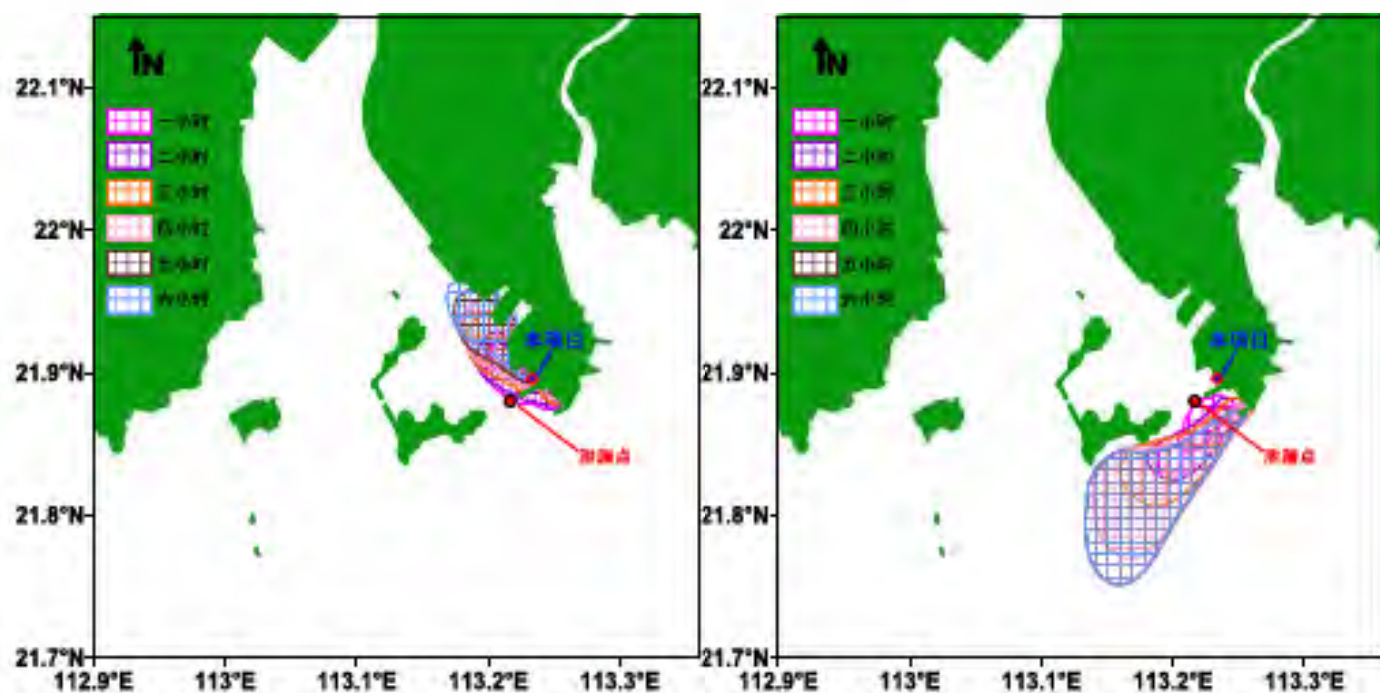 N
22.1°N
22°N
21.9°N
21.8°N
21.7°N
一小时
二小时
三小时
四小时
五小时
六小时
本项目
泄漏点
112.9°E
113°E
113.1°E
113.2°E
113.3°E
N
22.1°N
22°N
21.9°N
21.8°N
21.7°N
一小时
二小时
三小时
四小时
五小时
六小时
本项目
泄漏点
112.9°E
113°E
113.1°E
113.2°E
113.3°E